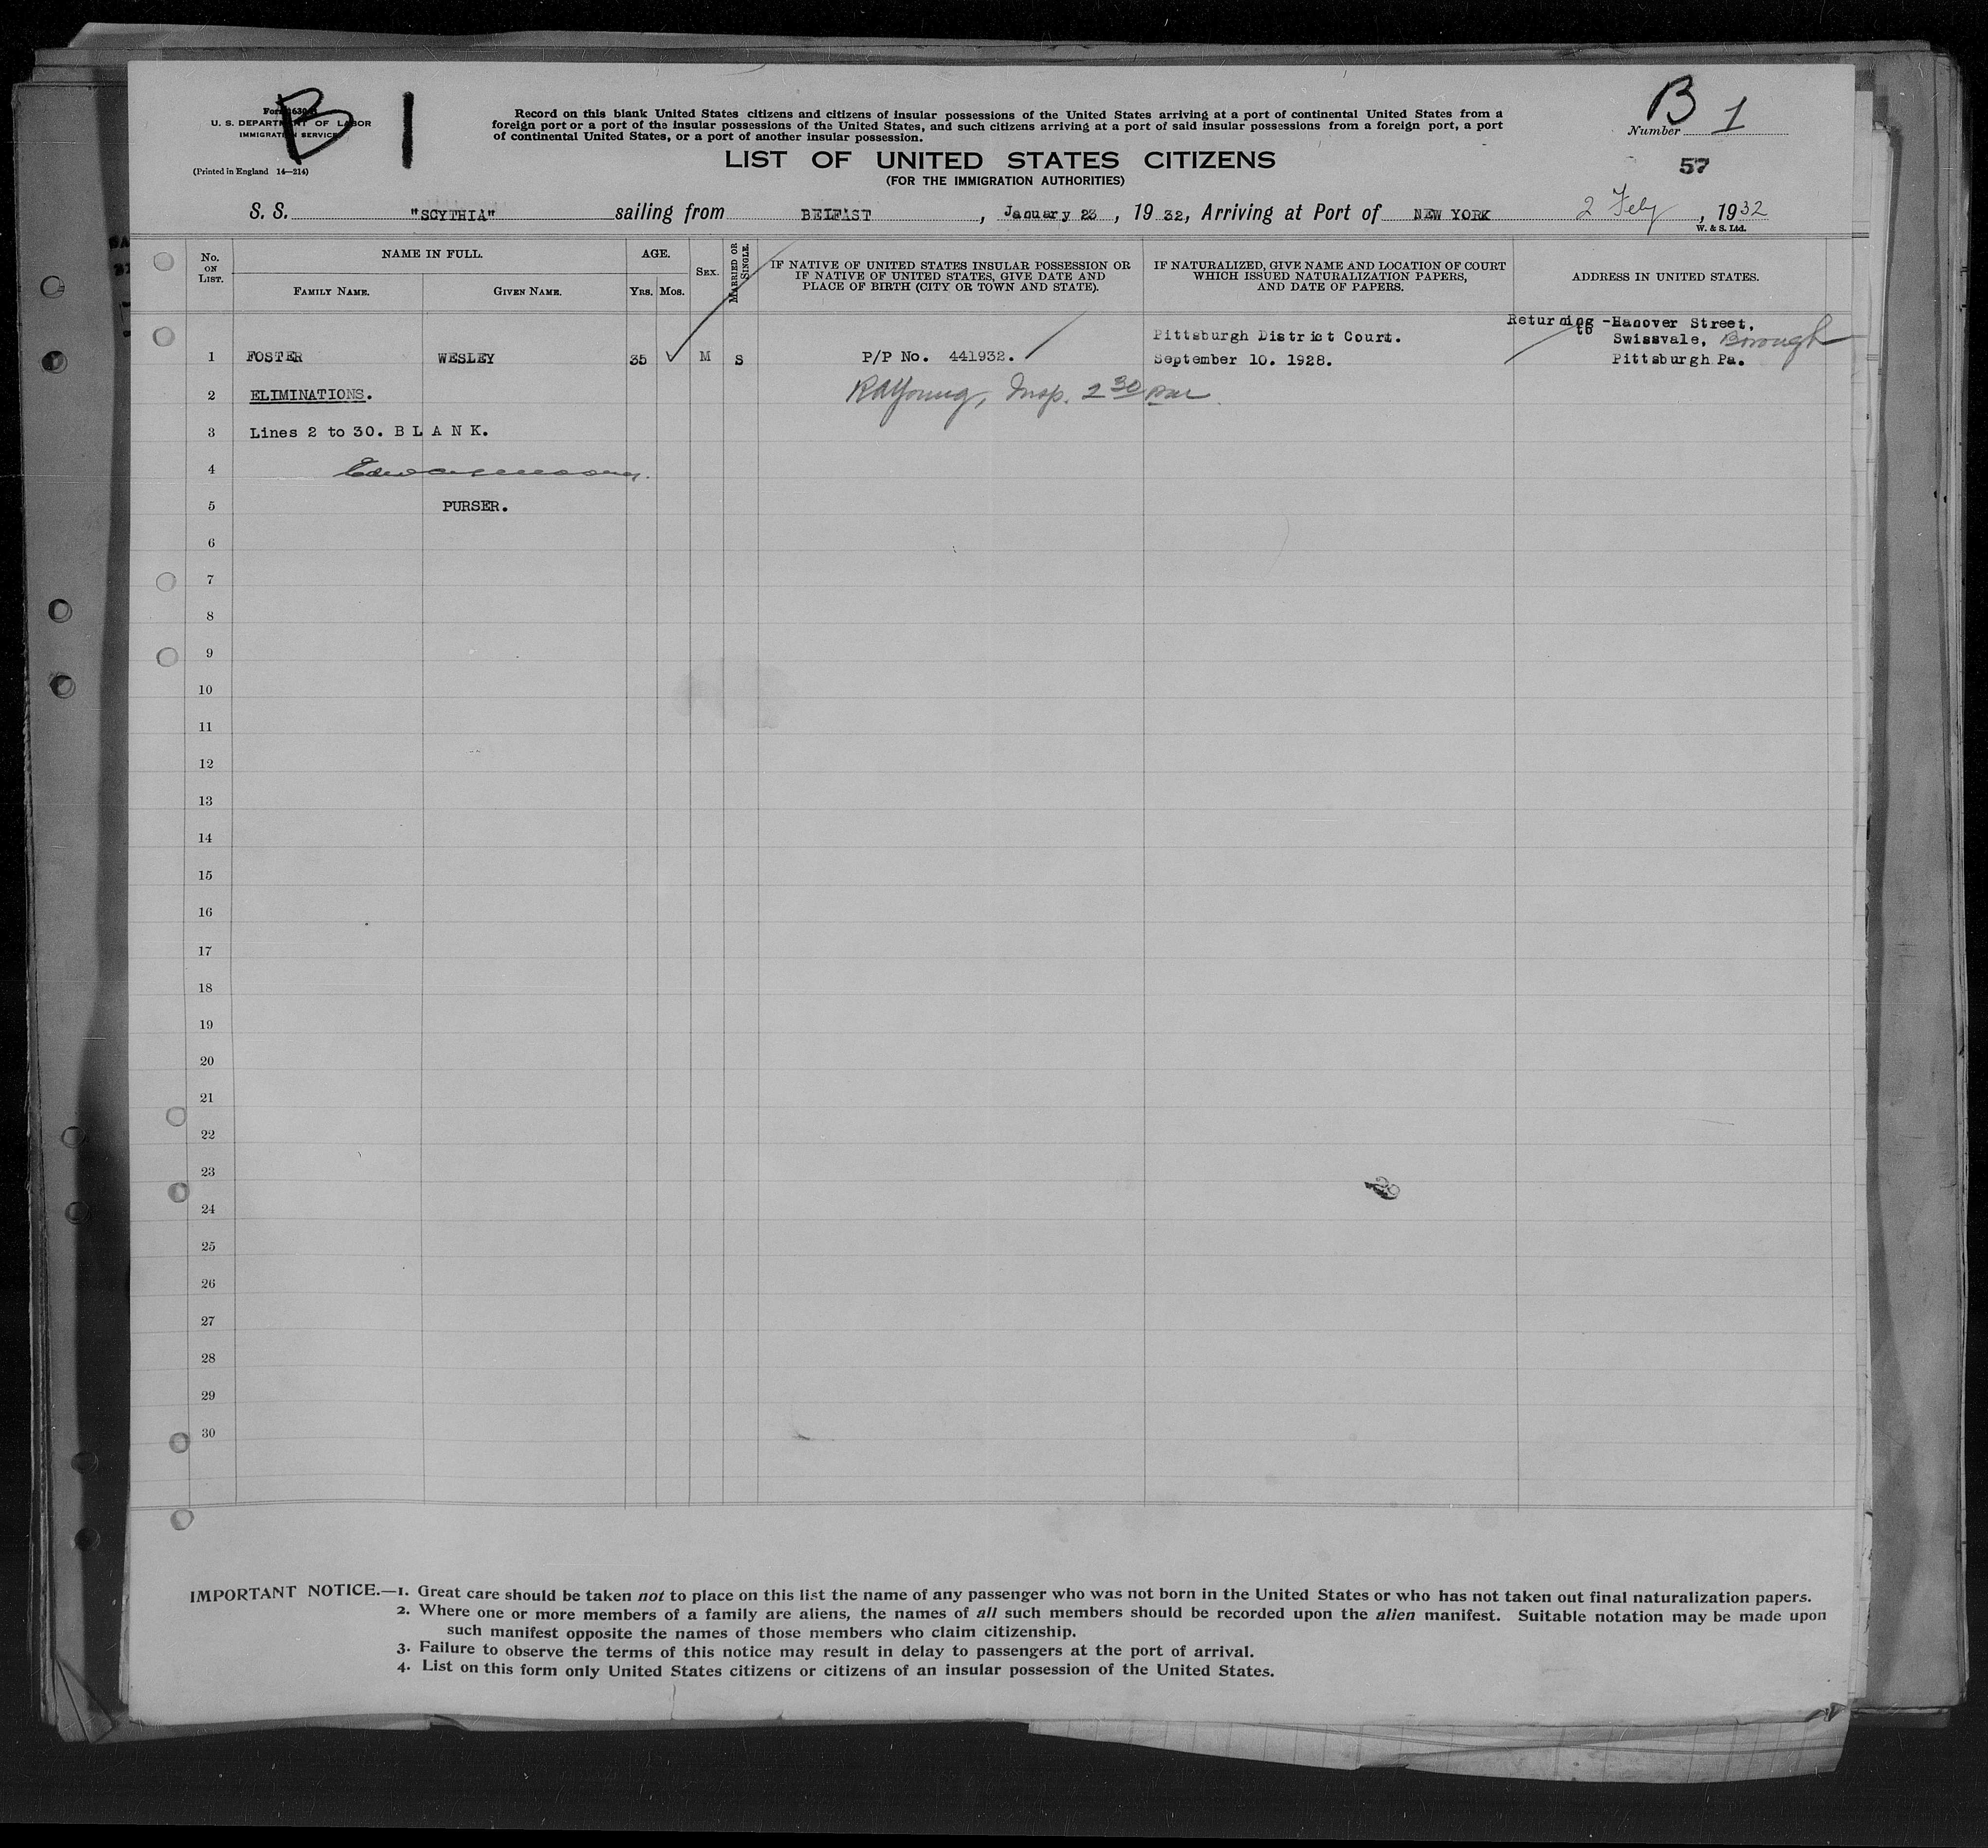 B 1
Form 630
U. S. DEPARTMENT OF LABOR
IMMIGRATION SERVICE
(Printed in England 14—214)
Record on this blank United States citizens and citizens of insular possessions of the United States arriving at a port of continental United States from a
foreign port or a port of the insular possessions of the United States, and such citizens arriving at a port of said insular possessions from a foreign port, a port
of continental United States, or a port of another insular possession.
B
Number 1
LIST OF UNITED STATES CITIZENS
(FOR THE IMMIGRATION AUTHORITIES)
57
S. S. "SCYTHIA" sailing from BELFAST, January 23, 19 32, Arriving at Port of NEW YORK 2 Feby, 1932
W. & S. Ltd.
No. ON LIST.
NAME IN FULL.
FAMILY NAME.
GIVEN NAME.
AGE.
YRS. MOS.
SEX.
MARRIED OR SINGLE.
IF NATIVE OF UNITED STATES INSULAR POSSESSION OR
IF NATIVE OF UNITED STATES, GIVE DATE AND
PLACE OF BIRTH (CITY OR TOWN AND STATE).
IF NATURALIZED, GIVE NAME AND LOCATION OF COURT
WHICH ISSUED NATURALIZATION PAPERS,
AND DATE OF PAPERS.
ADDRESS IN UNITED STATES.
1 FOSTER WESLEY 35 ✓ M S P/P No. 441932.
Pittsburgh District Court.
September 10. 1928.
Returning to -Hanover Street,
Swissvale, Borough
Pittsburgh Pa.
2 ELIMINATIONS. RAYoung, Insp. 2 30 pm
3 Lines 2 to 30. B L A N K.
4
5 PURSER.
6
7
8
9
10
11
12
13
14
15
16
17
18
19
20
21
22
23
24
25
26
27
28
29
30
IMPORTANT NOTICE.—1. Great care should be taken not to place on this list the name of any passenger who was not born in the United States or who has not taken out final naturalization papers.
2. Where one or more members of a family are aliens, the names of all such members should be recorded upon the alien manifest. Suitable notation may be made upon
such manifest opposite the names of those members who claim citizenship.
3. Failure to observe the terms of this notice may result in delay to passengers at the port of arrival.
4. List on this form only United States citizens or citizens of an insular possession of the United States.